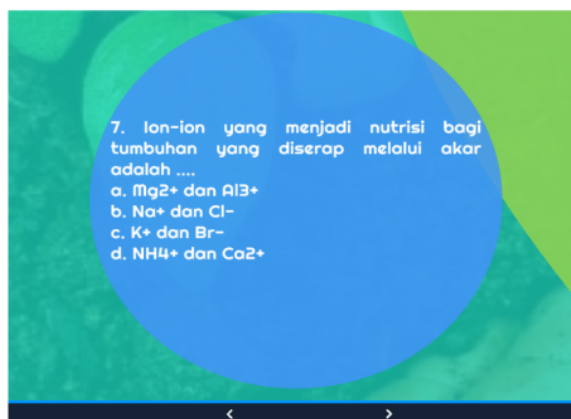 7. Ion-ion yang menjadi nutrisi bagi
tumbuhan yang diserap melalui akar
adalah ....
a. Mg2+ dan Al3+
b. Na+ dan Cl-
c. K+ dan Br-
d. NH4+ dan Ca2+